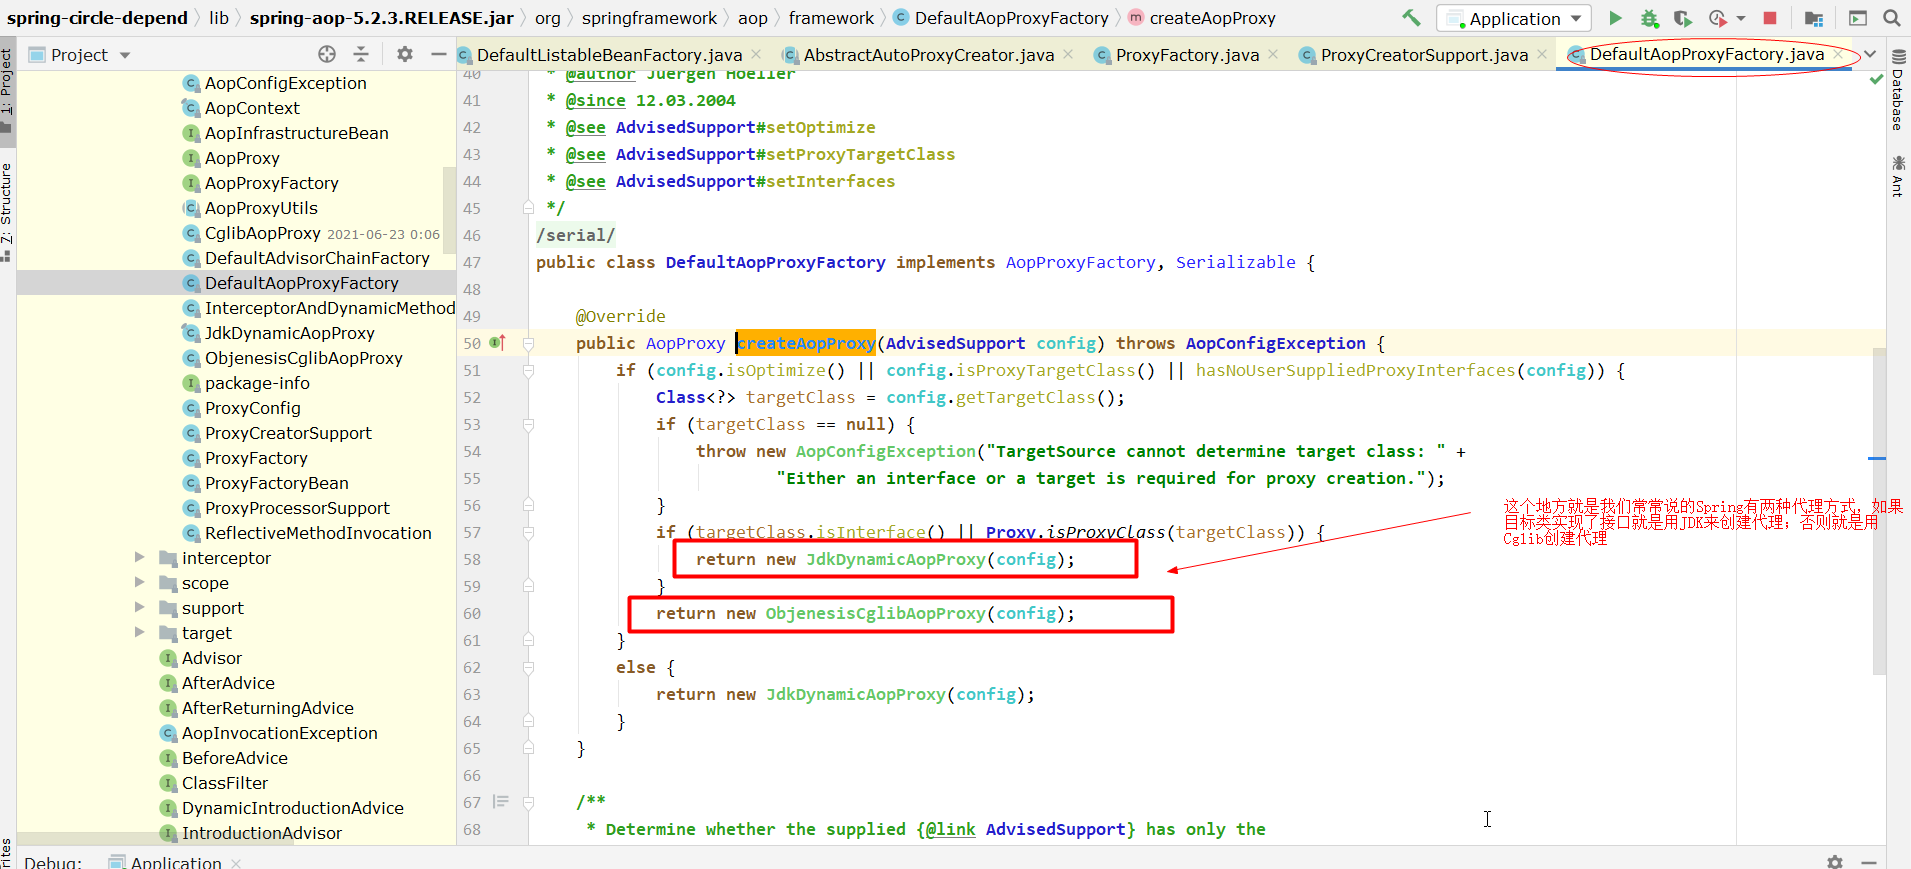 spring-circle-depend 〉 lib 〉 spring-aop-5.2.3.RELEASE.jar 〉 org 〉 springframework 〉 aop 〉 framework 〉 DefaultAopProxyFactory 〉 createAopProxy
Application
Project
DefaultListableBeanFactory.java
AbstractAutoProxyCreator.java
ProxyFactory.java
ProxyCreatorSupport.java
DefaultAopProxyFactory.java
1: Project
Z: Structure
Database
Ant
AopConfigException
AopContext
AopInfrastructureBean
AopProxy
AopProxyFactory
AopProxyUtils
CglibAopProxy 2021-06-23 0:06
DefaultAdvisorChainFactory
DefaultAopProxyFactory
InterceptorAndDynamicMethod
JdkDynamicAopProxy
ObjenesisCglibAopProxy
package-info
ProxyConfig
ProxyCreatorSupport
ProxyFactory
ProxyFactoryBean
ProxyProcessorSupport
ReflectiveMethodInvocation
interceptor
scope
support
target
Advisor
AfterAdvice
AfterReturningAdvice
AopInvocationException
BeforeAdvice
ClassFilter
DynamicIntroductionAdvice
IntroductionAdvisor
40 * @author Juergen Hoeller
41 * @since 12.03.2004
42 * @see AdvisedSupport#setOptimize
43 * @see AdvisedSupport#setProxyTargetClass
44 * @see AdvisedSupport#setInterfaces
45 */
46 /serial/
47 public class DefaultAopProxyFactory implements AopProxyFactory, Serializable {
48
49 @Override
50 public AopProxy createAopProxy(AdvisedSupport config) throws AopConfigException {
51 if (config.isOptimize() || config.isProxyTargetClass() || hasNoUserSuppliedProxyInterfaces(config)) {
52 Class<?> targetClass = config.getTargetClass();
53 if (targetClass == null) {
54 throw new AopConfigException("TargetSource cannot determine target class: " +
55 "Either an interface or a target is required for proxy creation.");
56 }
57 if (targetClass.isInterface() || Proxy.isProxyClass(targetClass)) {
58 return new JdkDynamicAopProxy(config);
59 }
60 return new ObjenesisCglibAopProxy(config);
61 }
62 else {
63 return new JdkDynamicAopProxy(config);
64 }
65 }
66
67 /**
68 * Determine whether the supplied {@link AdvisedSupport} has only the
这个地方就是我们常常说的Spring有两种代理方式，如果
目标类实现了接口就是用JDK来创建代理；否则就是用
Cglib创建代理
rites
Debug: Application